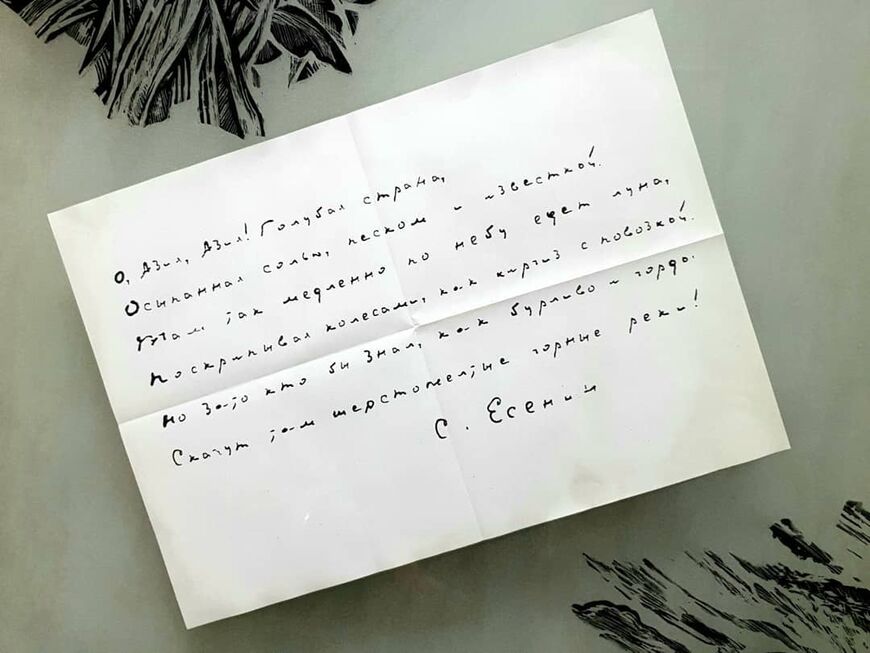 О, Азия, Азия! Голубая страна,
Осыпанная солью, песком и известкой.
Там так медленно по небу едет луна,
Поскрипывая колесами, как киргиз с повозкой.
Но зато кто бы знал, как бурливо и гордо
Скачут там шерстожелтые горные реки!
С. Есенин